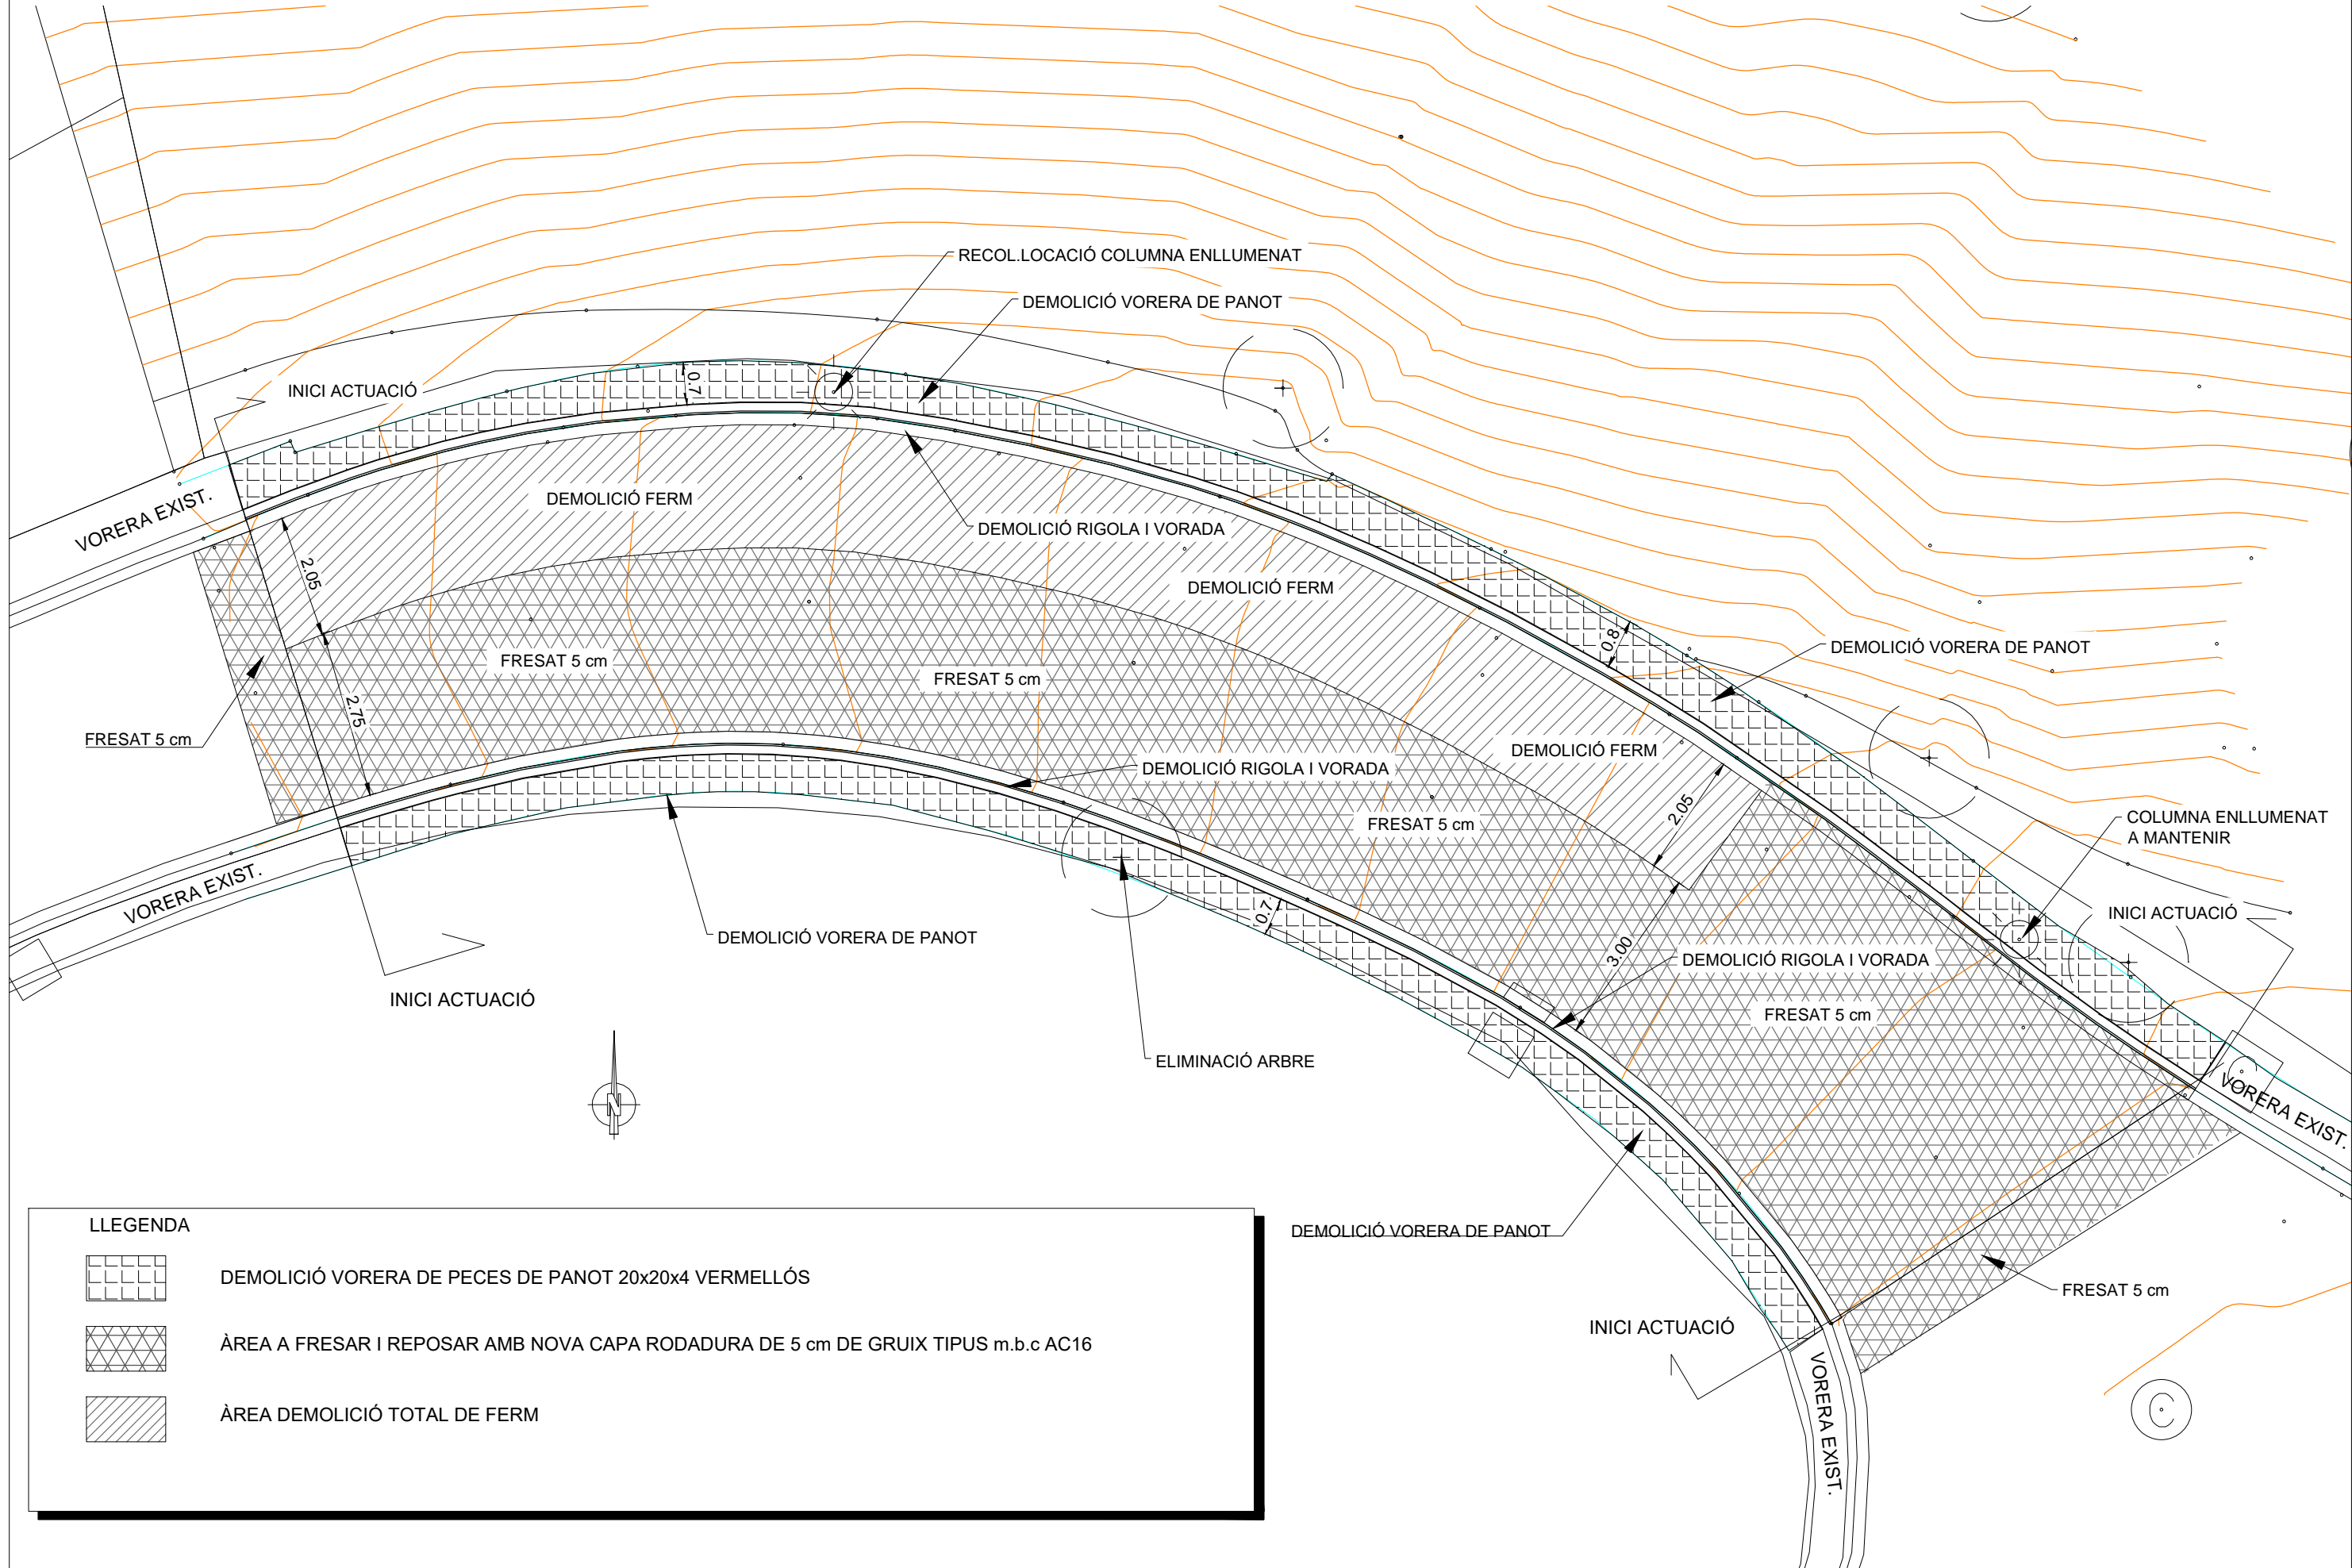 RECOL.LOCACIÓ COLUMNA ENLLUMENAT
DEMOLICIÓ VORERA DE PANOT
INICI ACTUACIÓ
0.7
VORERA EXIST.
DEMOLICIÓ FERM
DEMOLICIÓ RIGOLA I VORADA
2.05
DEMOLICIÓ FERM
0.8
DEMOLICIÓ VORERA DE PANOT
FRESAT 5 cm
FRESAT 5 cm
2.75
FRESAT 5 cm
DEMOLICIÓ FERM
DEMOLICIÓ RIGOLA I VORADA
2.05
FRESAT 5 cm
COLUMNA ENLLUMENAT
A MANTENIR
VORERA EXIST.
0.7
INICI ACTUACIÓ
DEMOLICIÓ VORERA DE PANOT
3.00
DEMOLICIÓ RIGOLA I VORADA
INICI ACTUACIÓ
FRESAT 5 cm
ELIMINACIÓ ARBRE
N
VORERA EXIST.
DEMOLICIÓ VORERA DE PANOT
FRESAT 5 cm
INICI ACTUACIÓ
VORERA EXIST.
C
LLEGENDA
DEMOLICIÓ VORERA DE PECES DE PANOT 20x20x4 VERMELLÓS
ÀREA A FRESAR I REPOSAR AMB NOVA CAPA RODADURA DE 5 cm DE GRUIX TIPUS m.b.c AC16
ÀREA DEMOLICIÓ TOTAL DE FERM